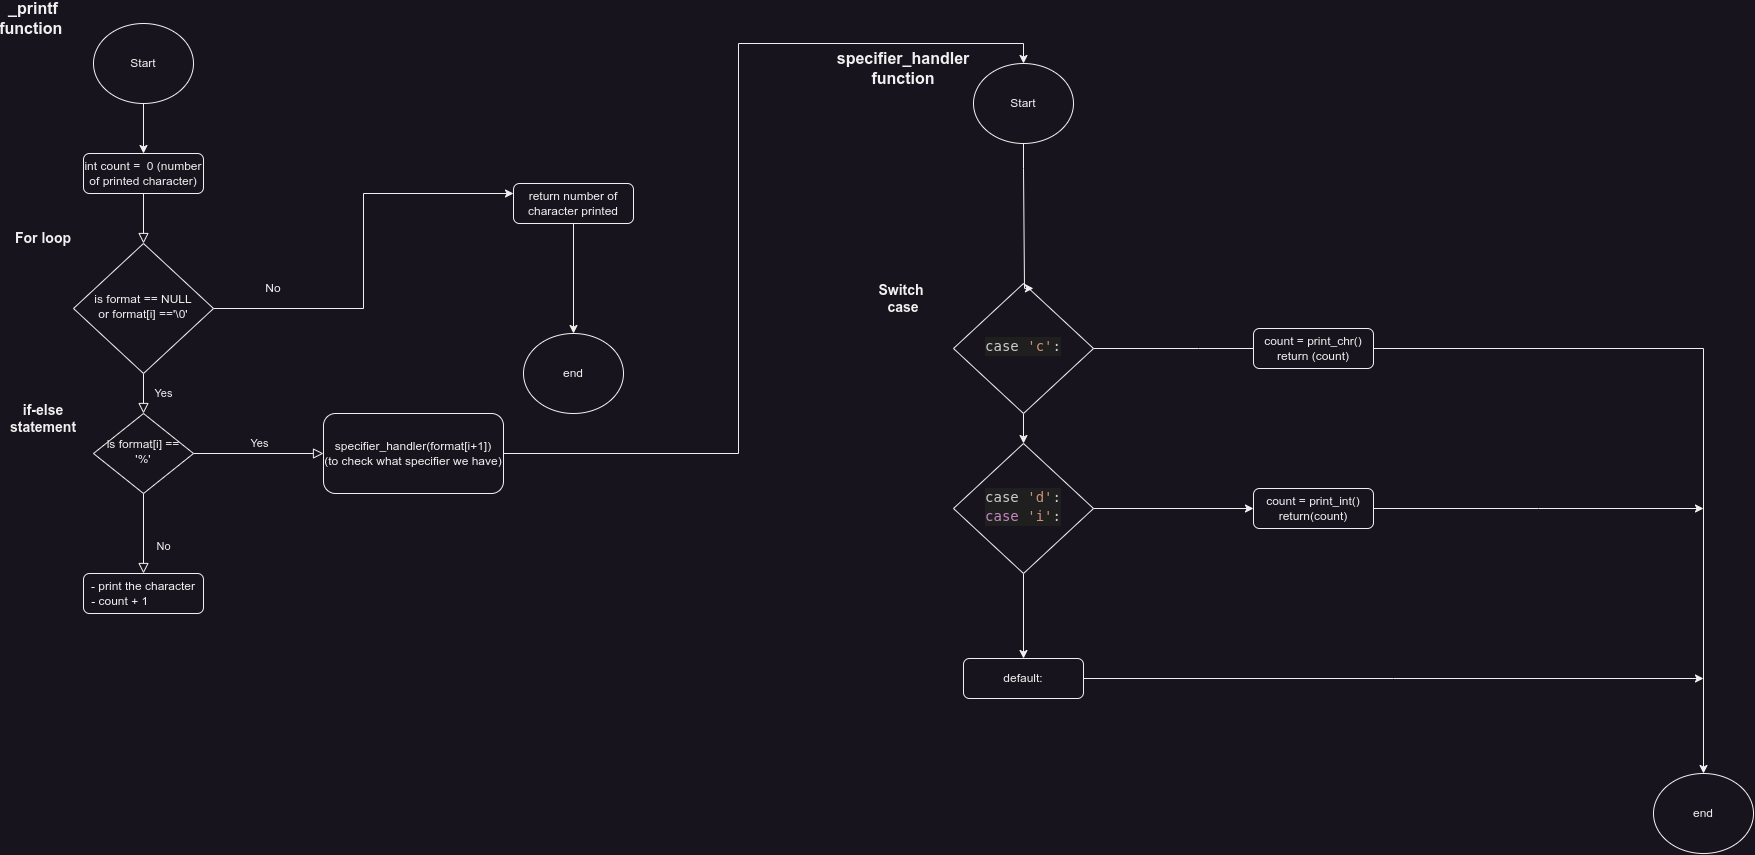 _printf
function
Start
int count =  0 (number
of printed character)
For loop
is format == NULL
or format[i] =='\0'
No
return number of
character printed
end
Yes
if-else
statement
is format[i] ==
'%'
Yes
specifier_handler(format[i+1])
(to check what specifier we have)
No
- print the character
- count + 1
specifier_handler
function
Start
Switch
case
case 'c':
count = print_chr()
return (count)
case 'd':
case 'i':
count = print_int()
return(count)
default:
end